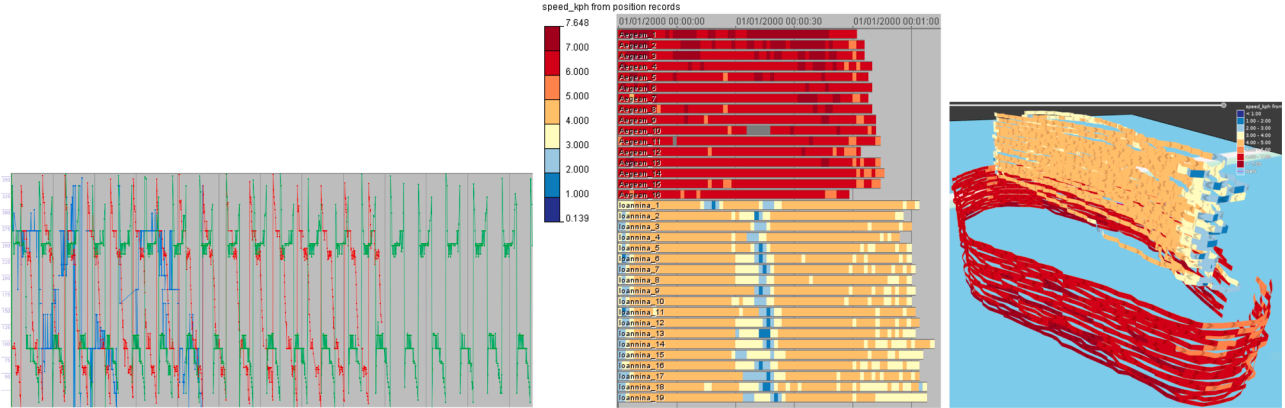 speed_kph from position records
7.648
7.000
6.000
5.000
4.000
3.000
2.000
1.000
0.139
01/01/2000 00:00:00 01/01/2000 00:00:30 01/01/2000 00:01:00
Aegean_1
Aegean_2
Aegean_3
Aegean_4
Aegean_5
Aegean_6
Aegean_7
Aegean_8
Aegean_9
Aegean_10
Aegean_11
Aegean_12
Aegean_13
Aegean_14
Aegean_15
Aegean_16
Ioannina_1
Ioannina_2
Ioannina_3
Ioannina_4
Ioannina_5
Ioannina_6
Ioannina_7
Ioannina_8
Ioannina_9
Ioannina_10
Ioannina_11
Ioannina_12
Ioannina_13
Ioannina_14
Ioannina_15
Ioannina_16
Ioannina_17
Ioannina_18
Ioannina_19
speed_kph from
< 1.00
1.00 - 2.00
2.00 - 3.00
3.00 - 4.00
4.00 - 5.00